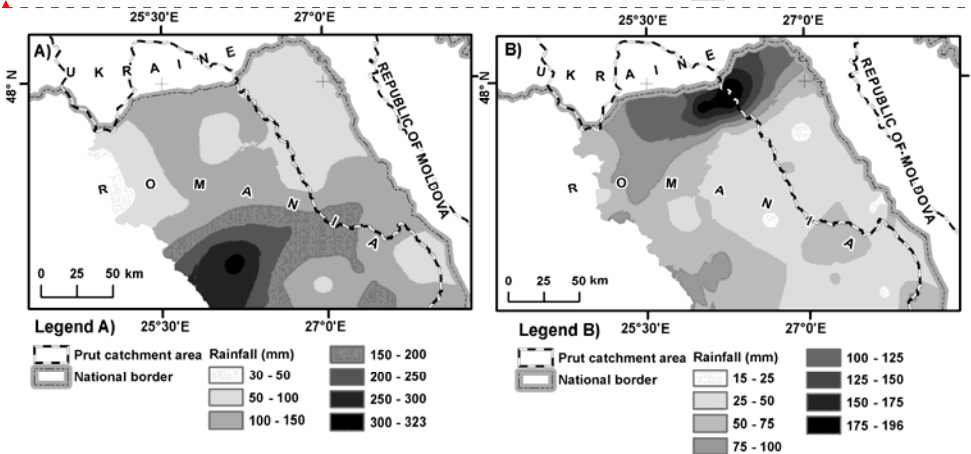 25°30'E 27°0'E 25°30'E 27°0'E
A) B)
UKRAINE UKRAINE
48° N 48° N
REPUBLIC OF MOLDOVA REPUBLIC OF MOLDOVA
ROMANIA ROMANIA
0 25 50 km 0 25 50 km
25°30'E 27°0'E 25°30'E 27°0'E
Legend A)
Prut catchment area
National border
Rainfall (mm)
30 - 50
50 - 100
100 - 150
150 - 200
200 - 250
250 - 300
300 - 323
Legend B)
Prut catchment area
National border
Rainfall (mm)
15 - 25
25 - 50
50 - 75
75 - 100
100 - 125
125 - 150
150 - 175
175 - 196